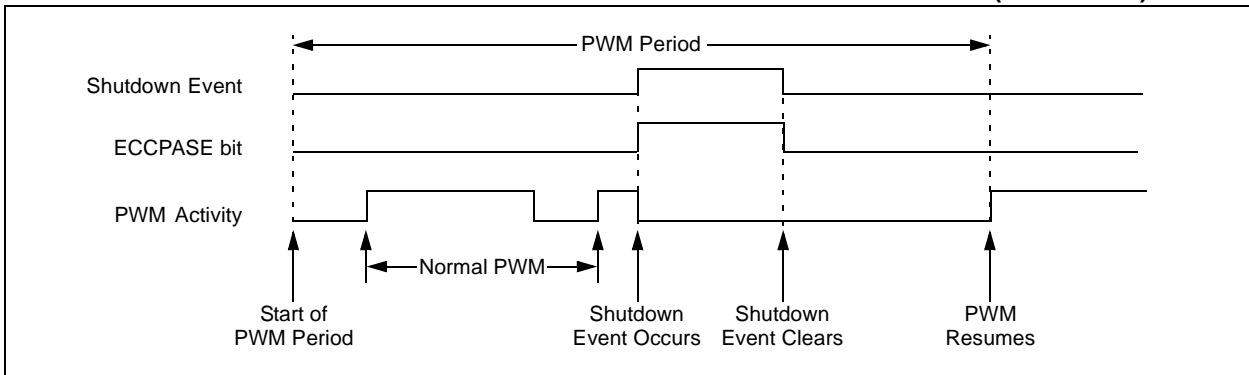 PWM Period
Shutdown Event
ECCPASE bit
PWM Activity
Normal PWM
Start of
PWM Period
Shutdown
Event Occurs
Shutdown
Event Clears
PWM
Resumes